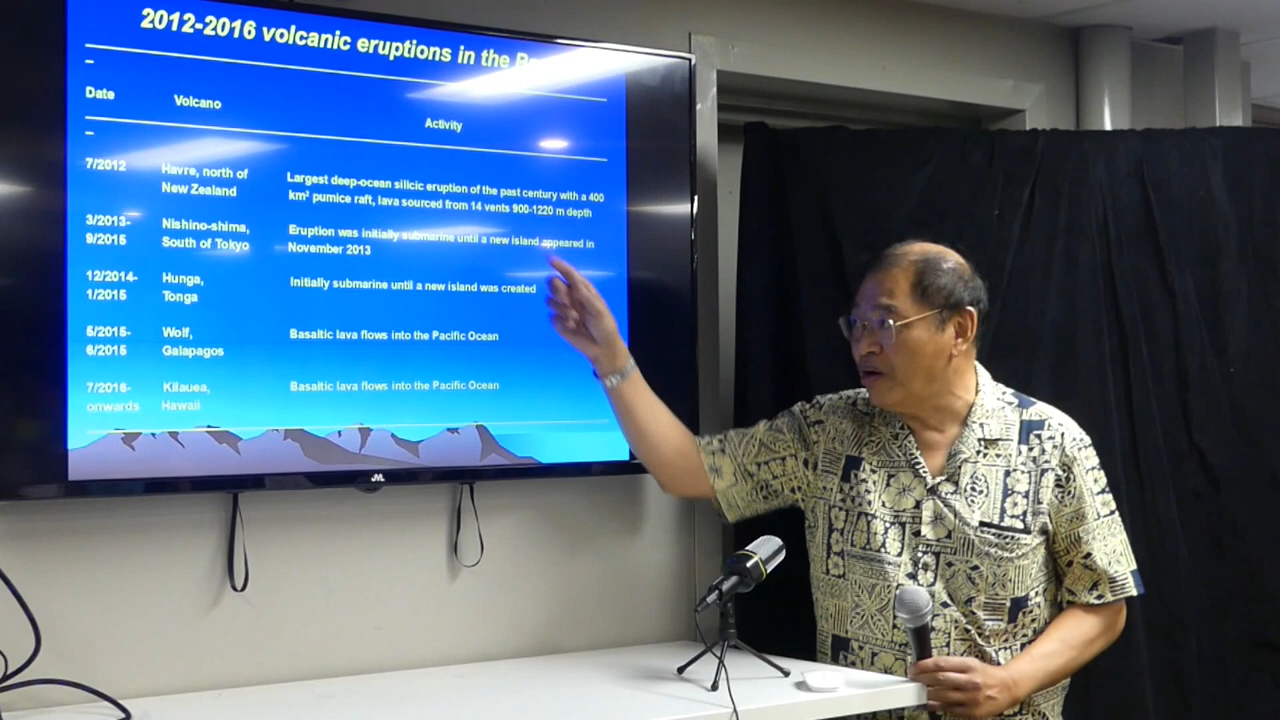 2012-2016 volcanic eruptions in the
Date Volcano Activity
7/2012 Havre, north of New Zealand Largest deep-ocean silicic eruption of the past century with a 400 km² pumice raft, lava sourced from 14 vents 900-1220 m depth
3/2013- 9/2015 Nishino-shima, South of Tokyo Eruption was initially submarine until a new island appeared in November 2013
12/2014- 1/2015 Hunga, Tonga Initially submarine until a new island was created
5/2015- 6/2015 Wolf, Galapagos Basaltic lava flows into the Pacific Ocean
7/2016- onwards Kilauea, Hawaii Basaltic lava flows into the Pacific Ocean
JVC